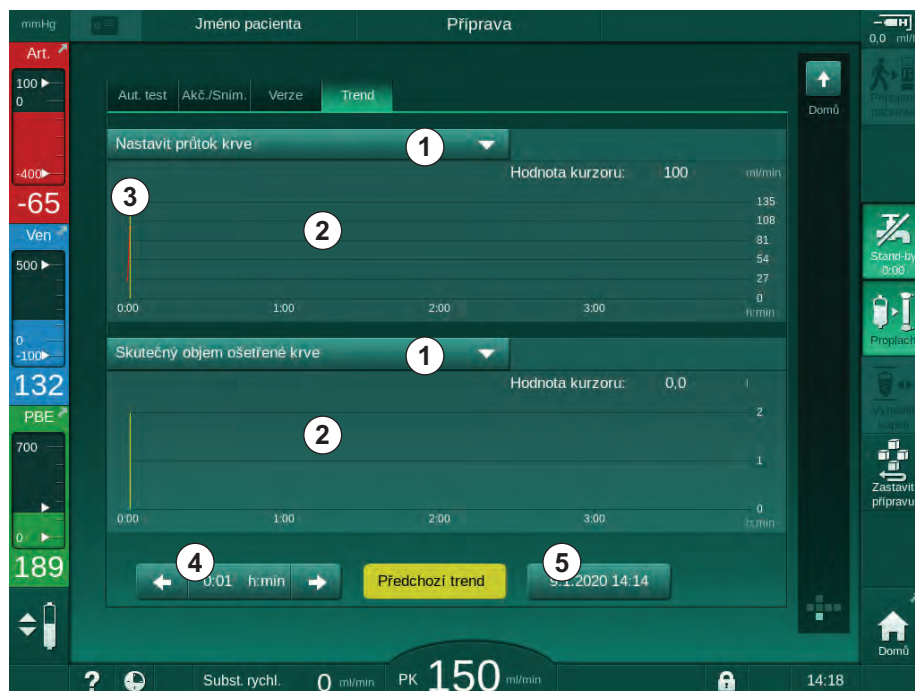 mmHg
Jméno pacienta
Příprava
0,0 ml/h
Art.
100
0
-400
-65
Ven
500
0
-100
132
PBE
700
0
189
Aut. test
Akč./Sním.
Verze
Trend
Domů
Nastavit průtok krve
1
Hodnota kurzoru: 100 ml/min
3
2
135
108
81
54
27
0
0:00 1:00 2:00 3:00 h:min
Skutečný objem ošetřené krve
1
Hodnota kurzoru: 0,0 l
2
2
1
0
0:00 1:00 2:00 3:00 h:min
4
0:01 h:min
Předchozí trend
5
9.1.2020 14:14
Připojení
pacienta
Stand-by
0:00
Proplach
Zastavit
přípravu
Domů
?
Subst. rychl. 0 ml/min
PK 150 ml/min
14:18